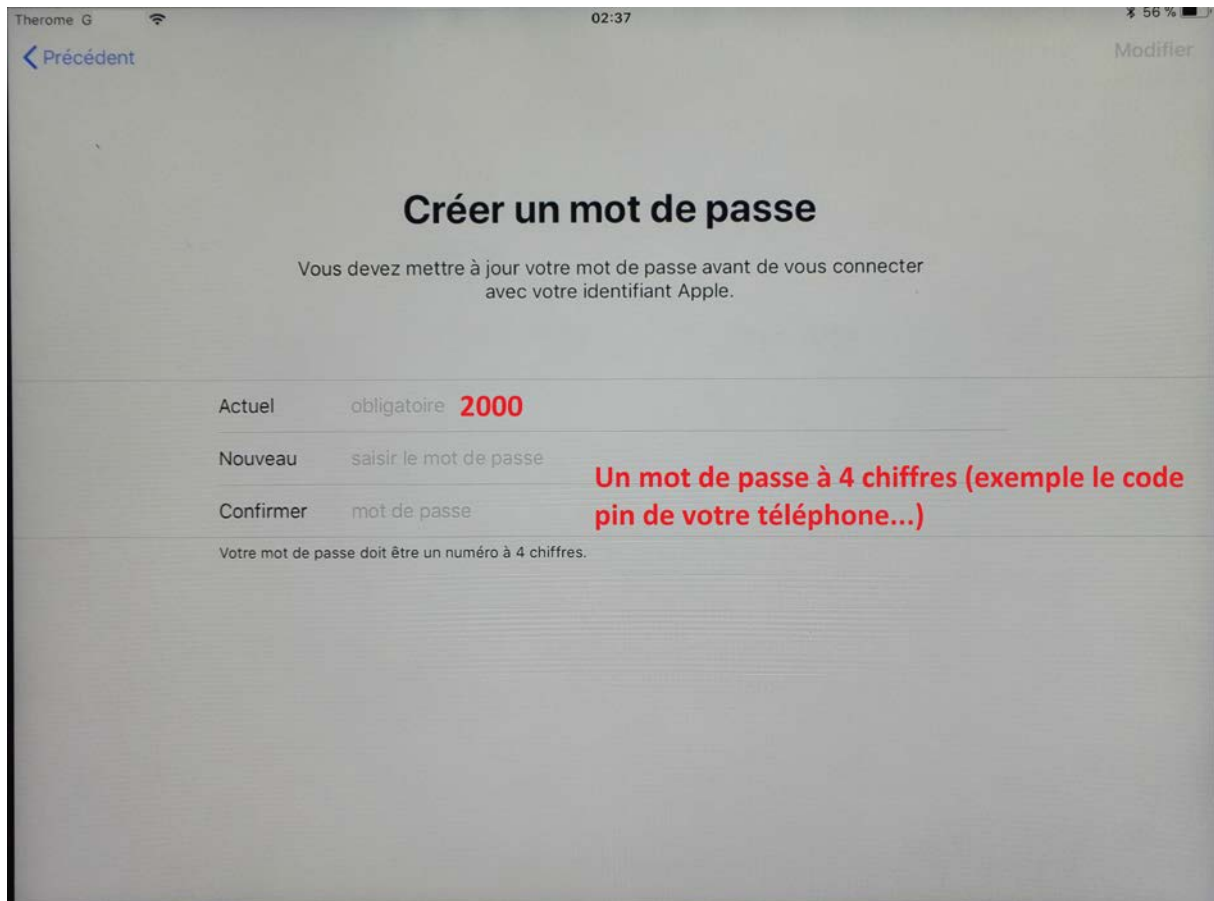 Therome G 02:37 56 %
Précédent Modifier
Créer un mot de passe
Vous devez mettre à jour votre mot de passe avant de vous connecter
avec votre identifiant Apple.
Actuel obligatoire 2000
Nouveau saisir le mot de passe
Un mot de passe à 4 chiffres (exemple le code
pin de votre téléphone...)
Confirmer mot de passe
Votre mot de passe doit être un numéro à 4 chiffres.